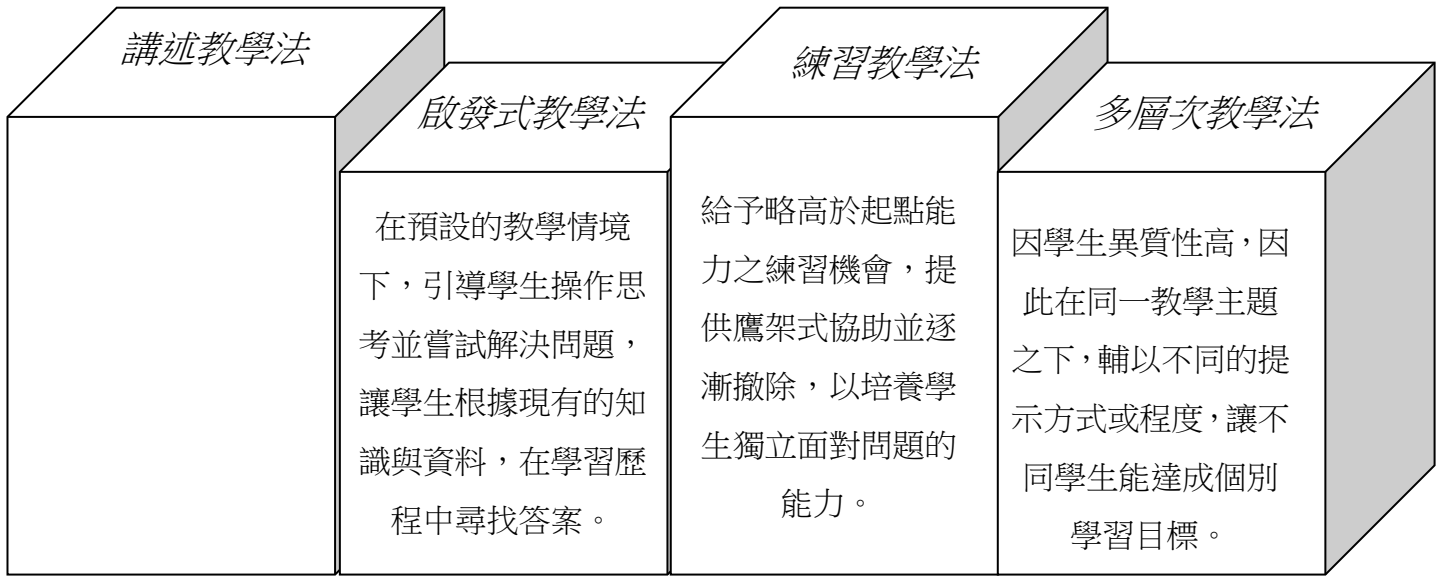 講述教學法
啟發式教學法
在預設的教學情境
下，引導學生操作思
考並嘗試解決問題，
讓學生根據現有的知
識與資料，在學習歷
程中尋找答案。
練習教學法
給予略高於起點能
力之練習機會，提
供鷹架式協助並逐
漸撤除，以培養學
生獨立面對問題的
能力。
多層次教學法
因學生異質性高，因
此在同一教學主題
之下，輔以不同的提
示方式或程度，讓不
同學生能達成個別
學習目標。